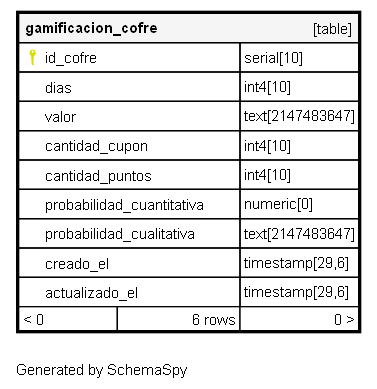 gamificacion_cofre [table]
id_cofre serial[10]
dias int4[10]
valor text[2147483647]
cantidad_cupon int4[10]
cantidad_puntos int4[10]
probabilidad_cuantitativa numeric[0]
probabilidad_cualitativa text[2147483647]
creado_el timestamp[29,6]
actualizado_el timestamp[29,6]
< 0 6 rows 0 >
Generated by SchemaSpy